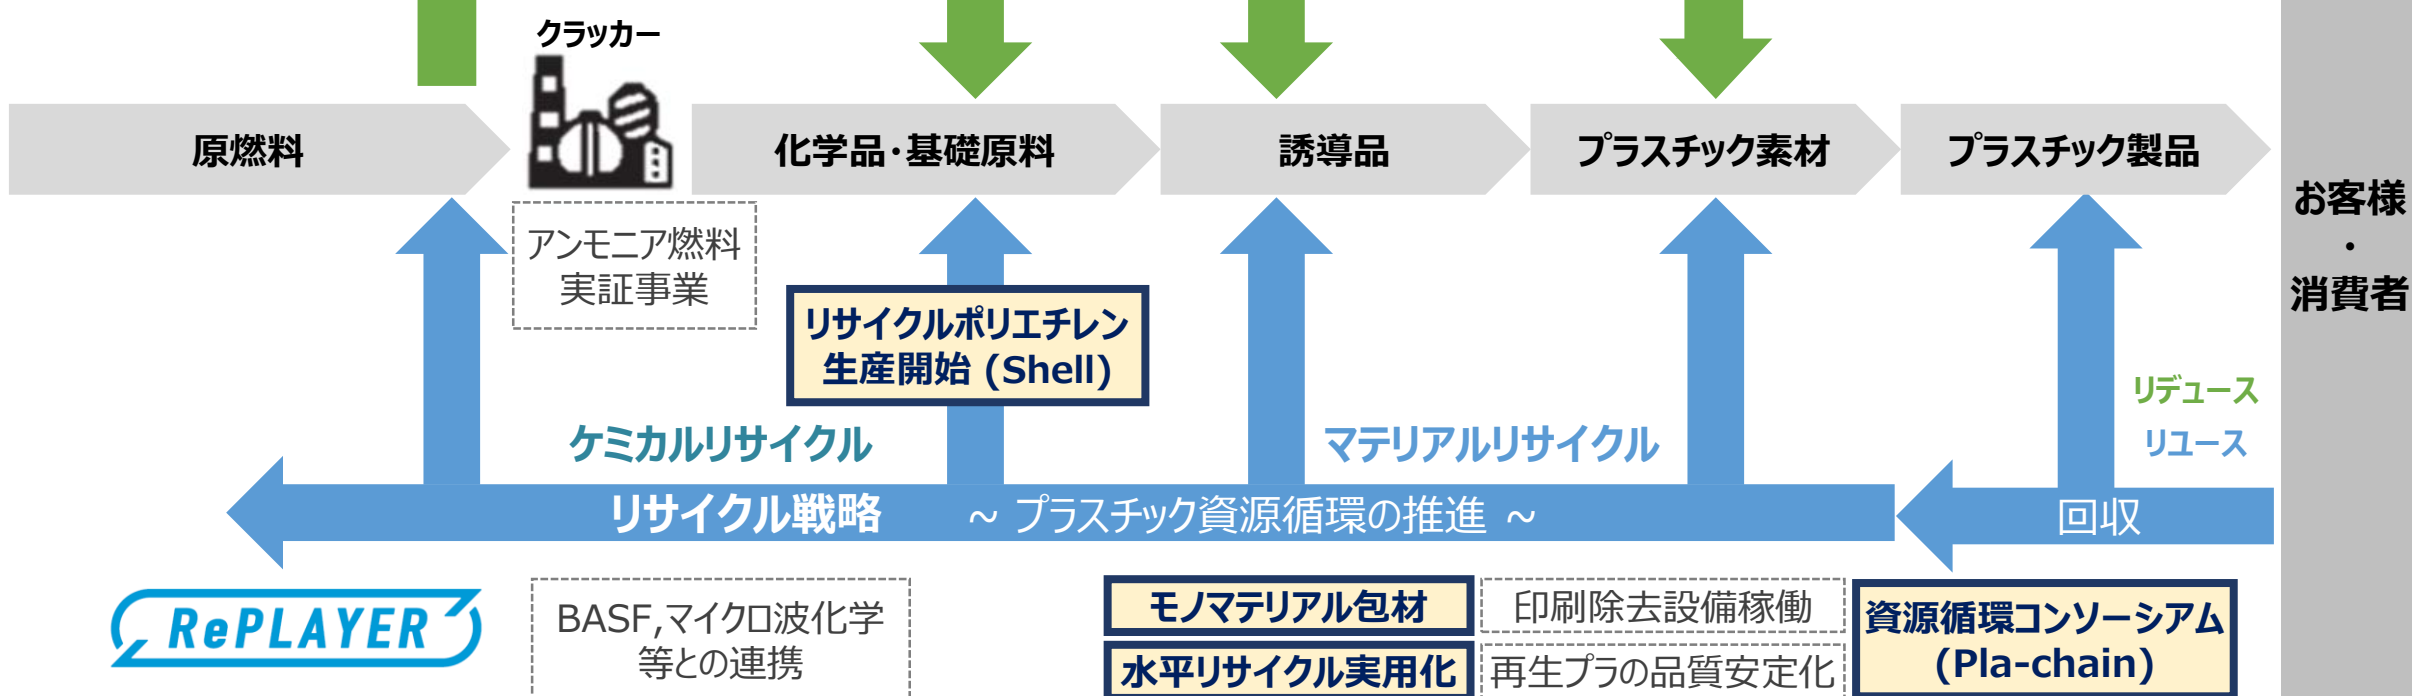 クラッカー
原燃料
化学品・基礎原料
誘導品
プラスチック素材
プラスチック製品
お客様
・
消費者
アンモニア燃料
実証事業
リサイクルポリエチレン
生産開始 (Shell)
リデュース
リユース
ケミカルリサイクル
マテリアルリサイクル
リサイクル戦略 ~ プラスチック資源循環の推進 ~
回収
RePLAYER
BASF,マイクロ波化学
等との連携
モノマテリアル包材
水平リサイクル実用化
印刷除去設備稼働
再生プラの品質安定化
資源循環コンソーシアム
(Pla-chain)